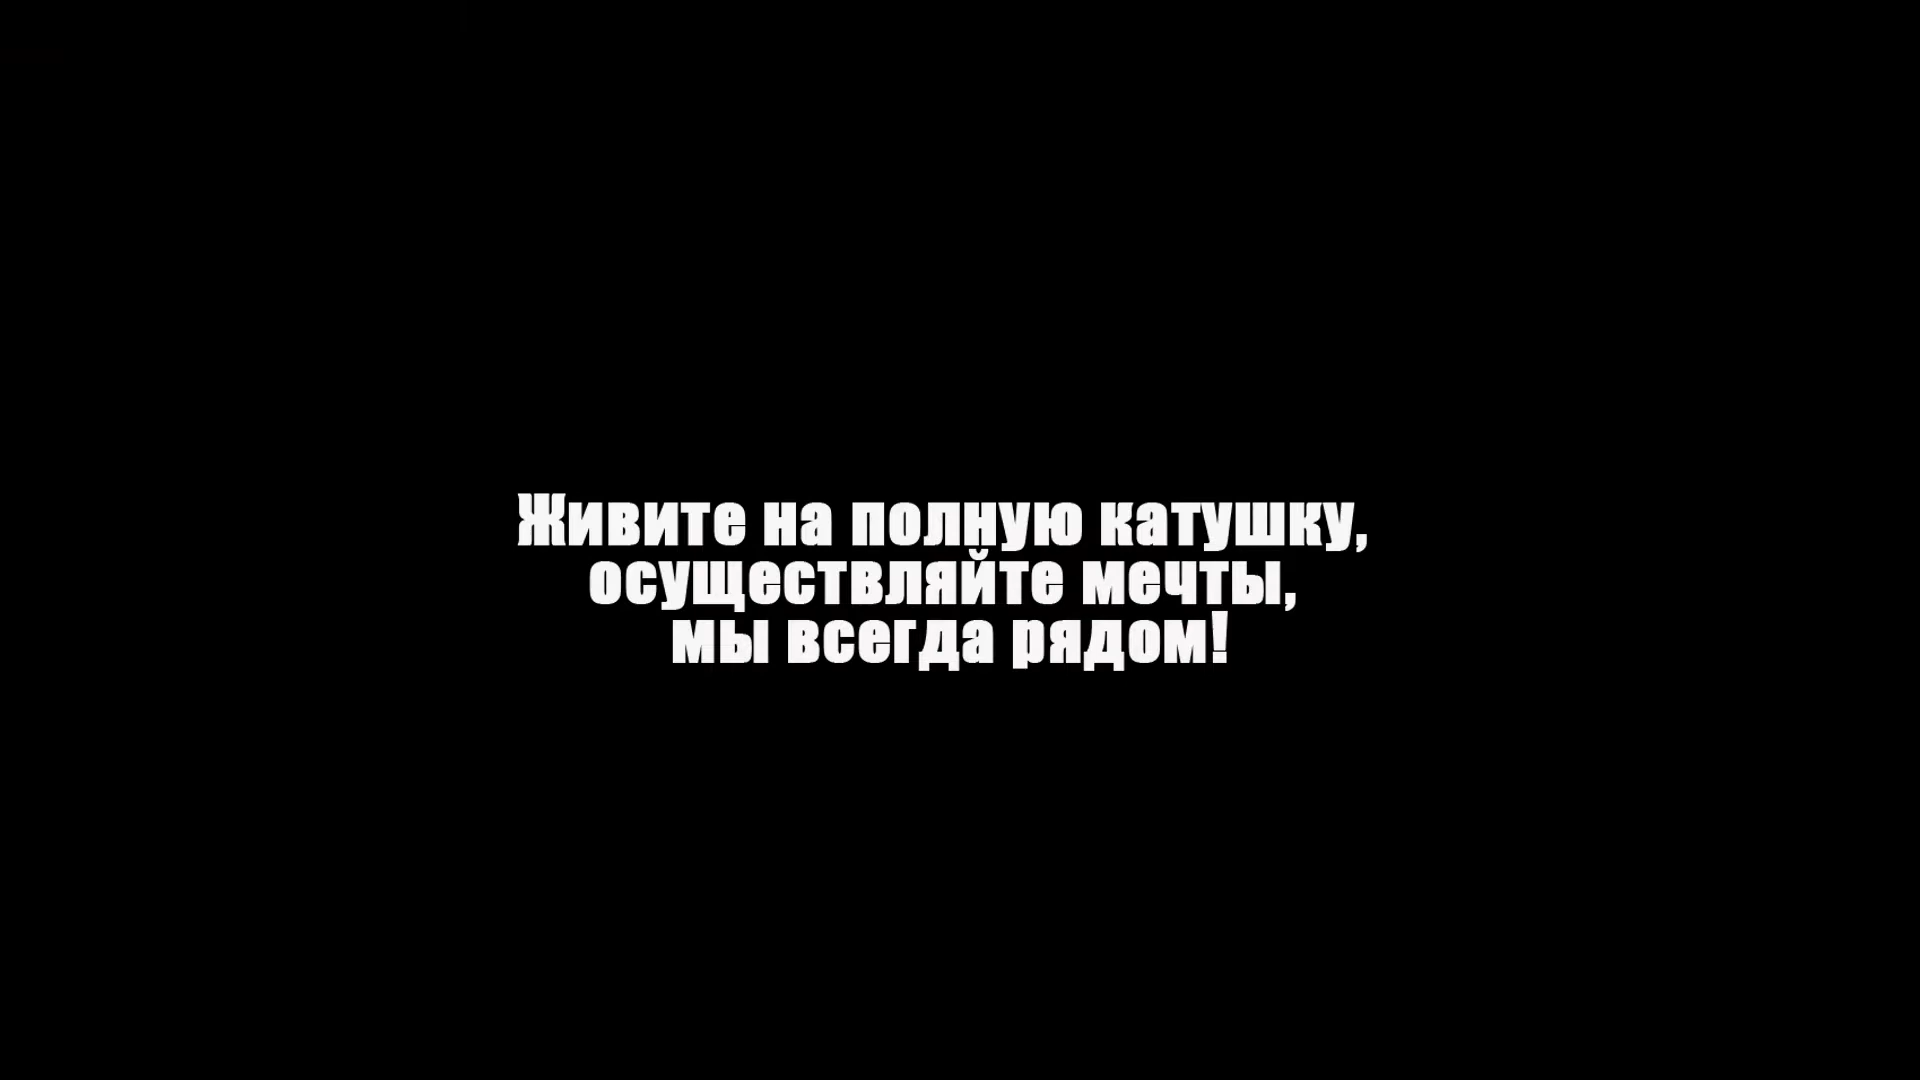 Живите на полную катушку,
осуществляйте мечты,
мы всегда рядом!